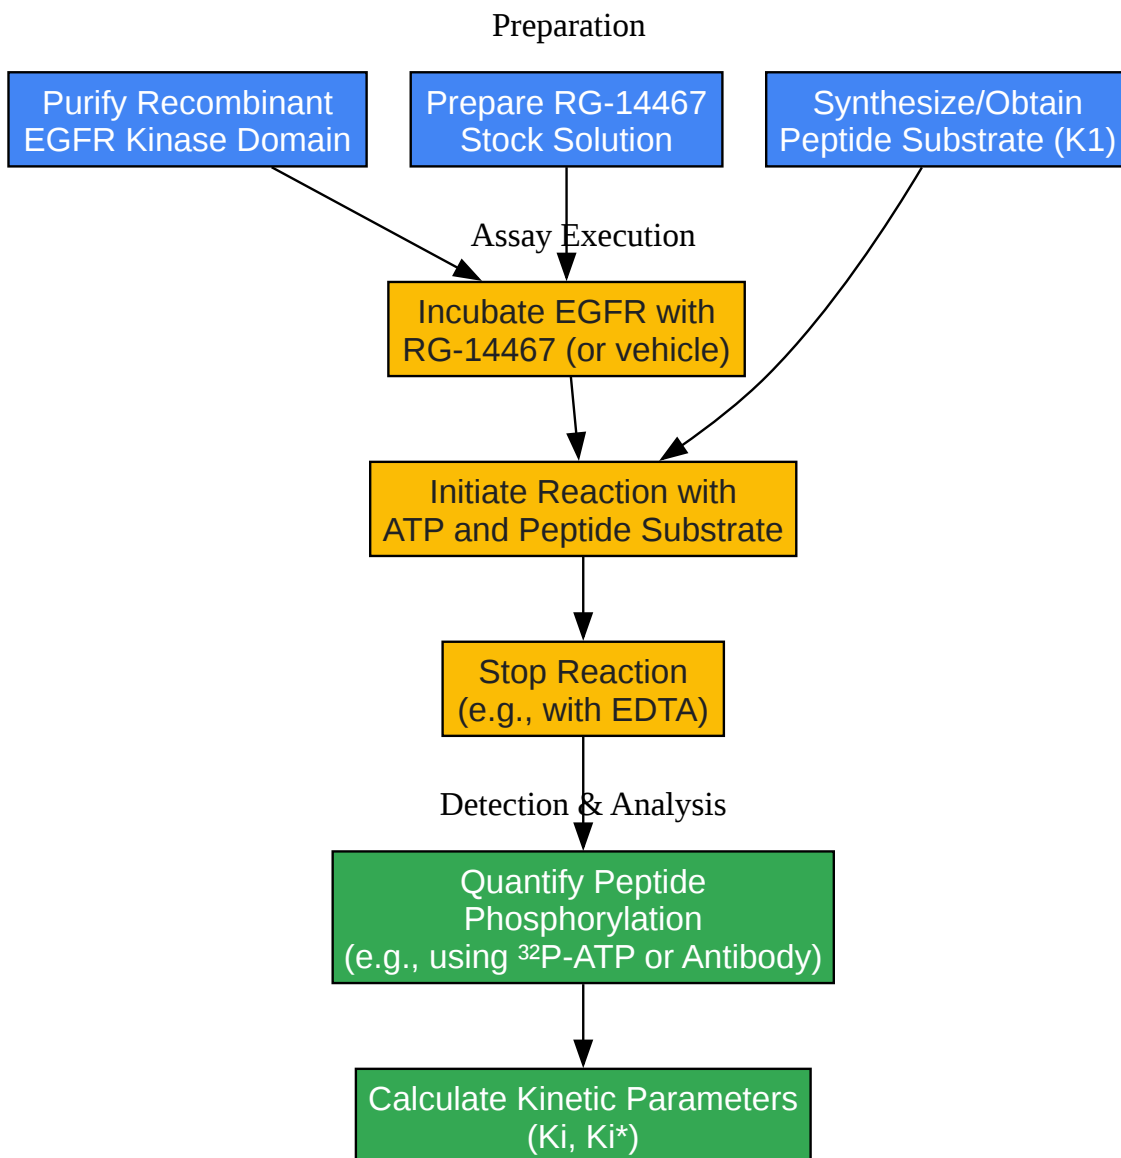 Preparation
Purify Recombinant
EGFR Kinase Domain
Prepare RG-14467
Stock Solution
Synthesize/Obtain
Peptide Substrate (K1)
Assay Execution
Incubate EGFR with
RG-14467 (or vehicle)
Initiate Reaction with
ATP and Peptide Substrate
Stop Reaction
(e.g., with EDTA)
Detection & Analysis
Quantify Peptide
Phosphorylation
(e.g., using ³²P-ATP or Antibody)
Calculate Kinetic Parameters
(Ki, Ki*)